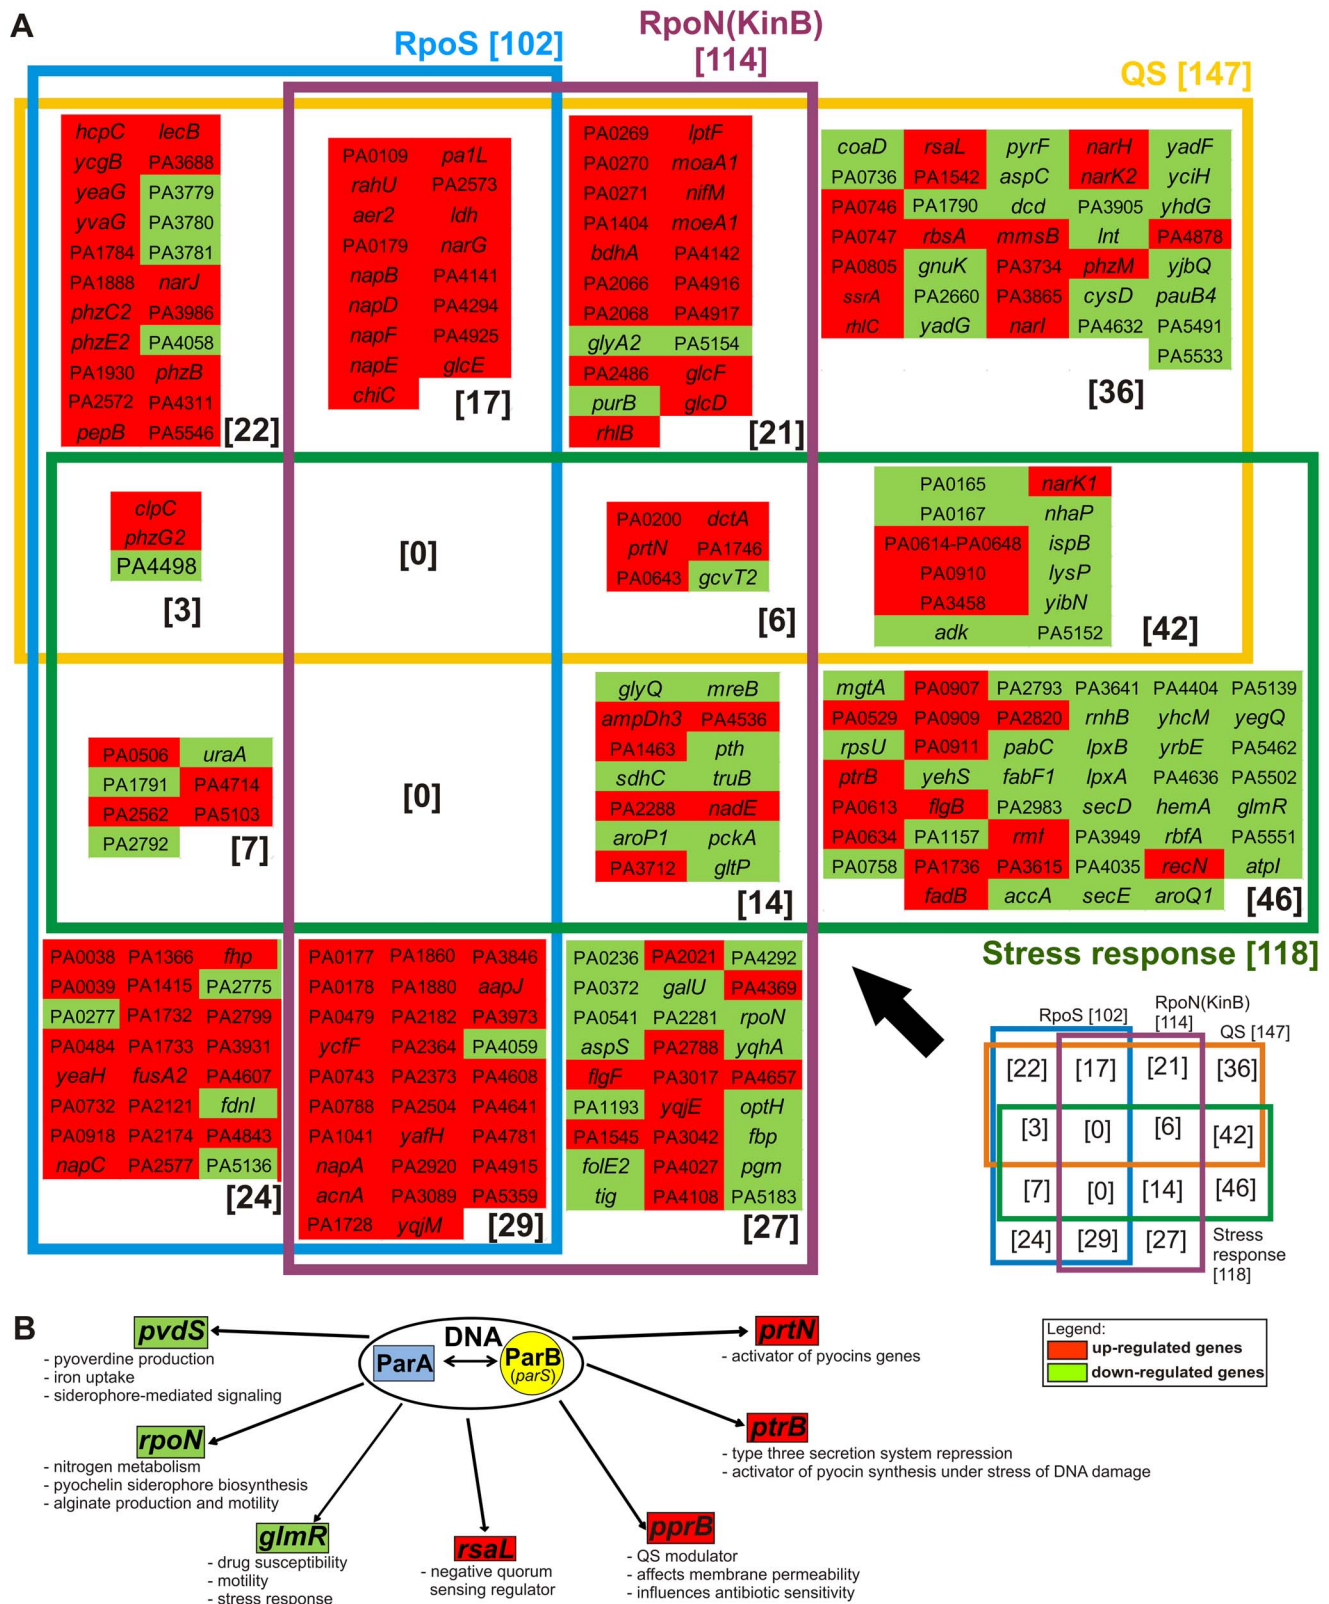 A
RpoS [102]
RpoN(KinB)
[114]
QS [147]
hcpC lecB
ycgB PA3688
yeaG PA3779
yvaG PA3780
PA1784 PA3781
PA1888 narJ
phzC2 PA3986
phzE2 PA4058
PA1930 phzB
PA2572 PA4311
pepB PA5546
[22]
PA0109 pa1L
rahU PA2573
aer2 ldh
PA0179 narG
napB PA4141
napD PA4294
napF PA4925
napE glcE
chiC
[17]
PA0269 lptF
PA0270 moaA1
PA0271 nifM
PA1404 moeA1
bdhA PA4142
PA2066 PA4916
PA2068 PA4917
glyA2 PA5154
PA2486 glcF
purB glcD
rhlB
[21]
coaD rsaL pyrF narH yadF
PA0736 PA1542 aspC narK2 yciH
PA0746 PA1790 dcd PA3905 yhdG
PA0747 rbsA mmsB lnt PA4878
PA0805 gnuK PA3734 phzM yjbQ
ssrA PA2660 PA3865 cysD pauB4
rhlC yadG narI PA4632 PA5491
PA5533
[36]
clpC
phzG2
PA4498
[3]
[0]
PA0200 dctA
prtN PA1746
PA0643 gcvT2
[6]
PA0165 narK1
PA0167 nhaP
PA0614-PA0648 ispB
PA0910 lysP
PA3458 yibN
adk PA5152
[42]
PA0506 uraA
PA1791 PA4714
PA2562 PA5103
PA2792
[7]
[0]
glyQ mreB
ampDh3 PA4536
PA1463 pth
sdhC truB
PA2288 nadE
aroP1 pckA
PA3712 gltP
[14]
mgtA PA0907 PA2793 PA3641 PA4404 PA5139
PA0529 PA0909 PA2820 rnhB yhcM yegQ
rpsU PA0911 pabC lpxB yrbE PA5462
ptrB yehS fabF1 lpxA PA4636 PA5502
PA0613 flgB PA2983 secD hemA glmR
PA0634 PA1157 rmf PA3949 rbfA PA5551
PA0758 PA1736 PA3615 PA4035 recN atpI
fadB accA secE aroQ1
[46]
Stress response [118]
PA0038 PA1366 fhp
PA0039 PA1415 PA2775
PA0277 PA1732 PA2799
PA0484 PA1733 PA3931
yeaH fusA2 PA4607
PA0732 PA2121 fdnI
PA0918 PA2174 PA4843
napC PA2577 PA5136
[24]
PA0177 PA1860 PA3846
PA0178 PA1880 aapJ
PA0479 PA2182 PA3973
ycfF PA2364 PA4059
PA0743 PA2373 PA4608
PA0788 PA2504 PA4641
PA1041 yafH PA4781
napA PA2920 PA4915
acnA PA3089 PA5359
PA1728 yqjM
[29]
PA0236 PA2021 PA4292
PA0372 galU PA4369
PA0541 PA2281 rpoN
aspS PA2788 yqhA
flgF PA3017 PA4657
PA1193 yqjE optH
PA1545 PA3042 fbp
folE2 PA4027 pgm
tig PA4108 PA5183
[27]
RpoS [102]
RpoN(KinB)
[114]
QS [147]
[22] [17] [21] [36]
[3] [0] [6] [42]
[7] [0] [14] [46]
[24] [29] [27]
Stress
response
[118]
B
pvdS
- pyoverdine production
- iron uptake
- siderophore-mediated signaling
rpoN
- nitrogen metabolism
- pyochelin siderophore biosynthesis
- alginate production and motility
glmR
- drug susceptibility
- motility
- stress response
DNA
ParA
ParB
(parS)
rsaL
- negative quorum
sensing regulator
prtN
- activator of pyocins genes
ptrB
- type three secretion system repression
- activator of pyocin synthesis under stress of DNA damage
pprB
- QS modulator
- affects membrane permeability
- influences antibiotic sensitivity
Legend:
up-regulated genes
down-regulated genes